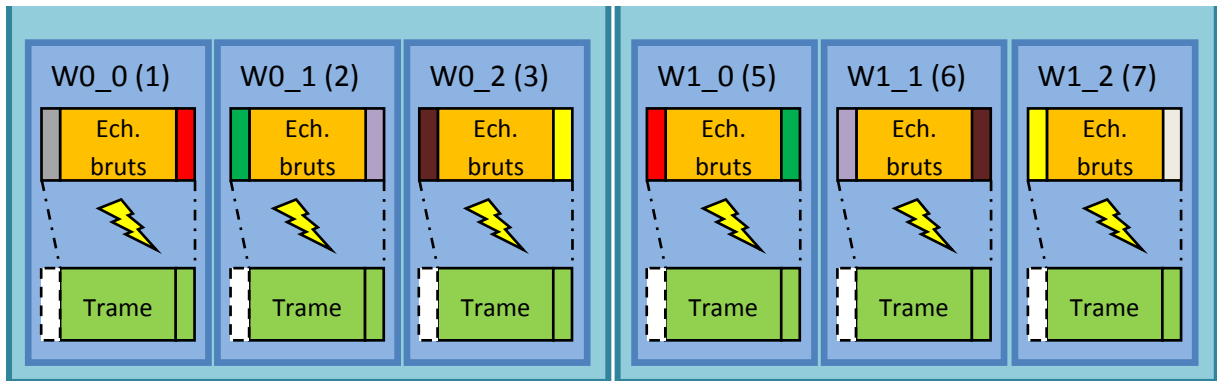 W0_0 (1) W0_1 (2) W0_2 (3) W1_0 (5) W1_1 (6) W1_2 (7)
Ech. Ech. Ech. Ech. Ech. Ech.
bruts bruts bruts bruts bruts bruts
Trame Trame Trame Trame Trame Trame